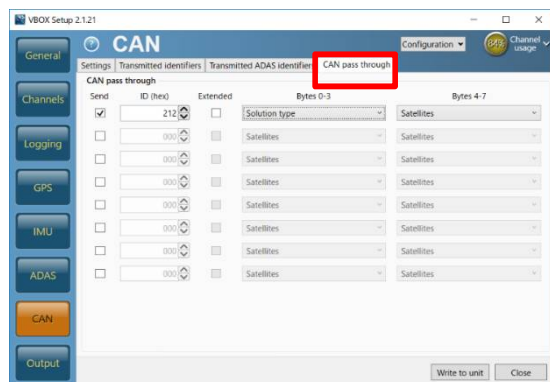 VBOX Setup 2.1.21
General
CAN
Configuration
84%
Channel usage
Settings
Transmitted identifiers
Transmitted ADAS identifier
CAN pass through
CAN pass through
Channels
Send
ID (hex)
Extended
Bytes 0-3
Bytes 4-7
212
Solution type
Satellites
Logging
000
Satellites
Satellites
000
Satellites
Satellites
GPS
000
Satellites
Satellites
000
Satellites
Satellites
IMU
000
Satellites
Satellites
000
Satellites
Satellites
ADAS
000
Satellites
Satellites
CAN
Output
Write to unit
Close